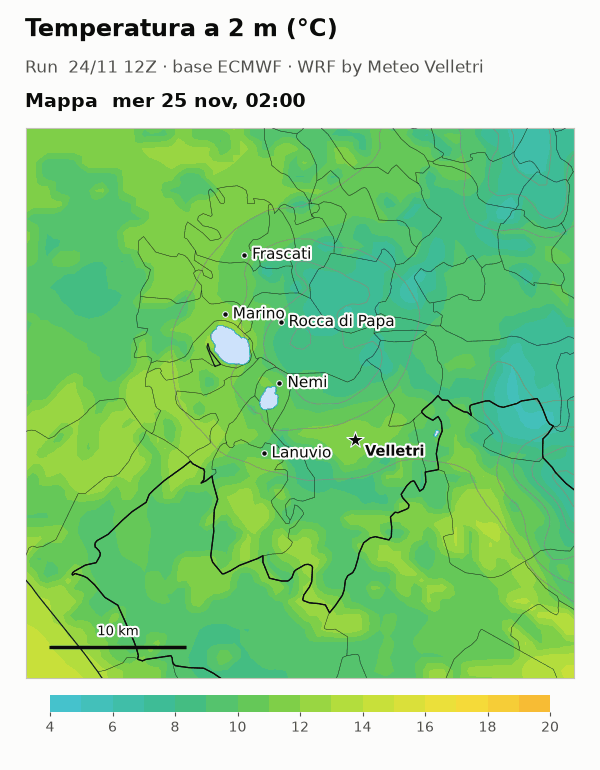 Temperatura a 2 m (°C)
Run  24/11 12Z · base ECMWF · WRF by Meteo Velletri
Mappa  mer 25 nov, 02:00
Frascati
Marino
Rocca di Papa
Nemi
Velletri
Lanuvio
10 km
4 6 8 10 12 14 16 18 20